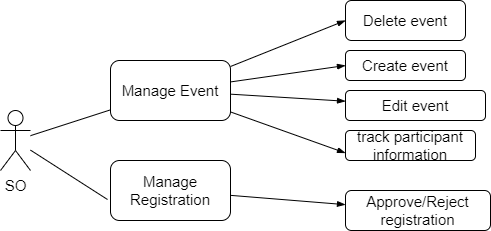 Delete event
Create event
Manage Event
Edit event
track participant
information
SO
Manage
Registration
Approve/Reject
registration